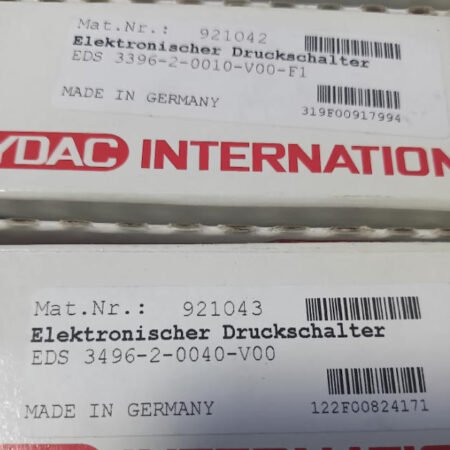 Mat.Nr.: 921042
Elektronischer Druckschalter
EDS 3396-2-0010-V00-F1
MADE IN GERMANY 319F00917994
YDAC INTERNATION
Mat.Nr.: 921043
Elektronischer Druckschalter
EDS 3496-2-0040-V00
MADE IN GERMANY 122F00824171